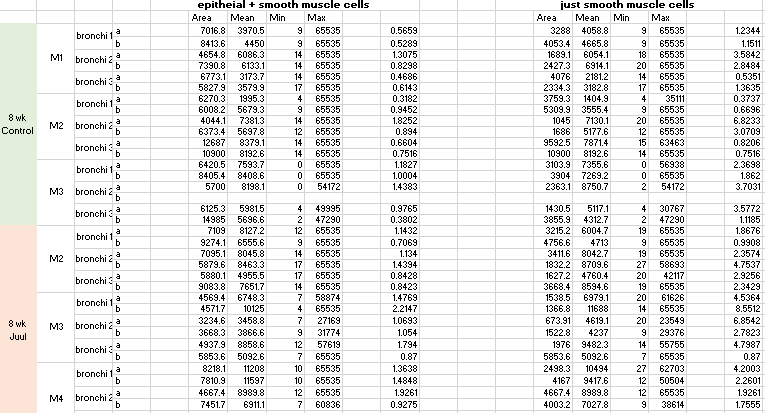 epitheial + smooth muscle cells just smooth muscle cells
Area Mean Min Max Area Mean Min Max
8 wk Control M1 bronchi 1 a 7016.8 3970.5 9 65535 0.5659 3288 4058.8 9 65535 1.2344
b 8413.6 4450 9 65535 0.5289 4053.4 4665.8 9 65535 1.1511
bronchi 2 a 4654.8 6086.3 14 65535 1.3075 1689.1 6054.1 18 65535 3.5842
b 7390.8 6133.1 14 65535 0.8298 2427.3 6914.1 20 65535 2.8484
bronchi 3 a 6773.1 3173.7 14 65535 0.4686 4076 2181.2 14 65535 0.5351
b 5827.9 3579.9 17 65535 0.6143 2334.3 3182.8 17 65535 1.3635
M2 bronchi 1 a 6270.3 1995.3 4 65535 0.3182 3759.3 1404.9 4 35111 0.3737
b 6008.2 5679.3 9 65535 0.9452 5309.9 3555.4 9 65535 0.6696
bronchi 2 a 4044.1 7381.3 14 65535 1.8252 1045 7130.1 20 65535 6.8233
b 6373.4 5697.8 12 65535 0.894 1686 5177.6 12 65535 3.0709
bronchi 3 a 12687 8379.1 14 65535 0.6604 9592.5 7871.4 15 63463 0.8206
b 10900 8192.6 14 65535 0.7516 10900 8192.6 14 65535 0.7516
M3 bronchi 1 a 6420.5 7593.7 0 65535 1.1827 3103.9 7355.6 0 56938 2.3698
b 8405.4 8408.6 0 65535 1.0004 3904 7269.2 0 65535 1.862
bronchi 2 a 5700 8198.1 0 54172 1.4383 2363.1 8750.7 2 54172 3.7031
b
bronchi 3 a 6125.3 5981.5 4 49995 0.9765 1430.5 5117.1 4 30767 3.5772
b 14985 5696.6 2 47290 0.3802 3855.9 4312.7 2 47290 1.1185
8 wk Juul M2 bronchi 1 a 7109 8127.2 12 65535 1.1432 3215.2 6004.7 19 65535 1.8676
b 9274.1 6555.6 9 65535 0.7069 4756.6 4713 9 65535 0.9908
bronchi 2 a 7095.1 8045.8 14 65535 1.134 3411.6 8042.7 19 65535 2.3574
b 5879.6 8463.3 17 65535 1.4394 1832.2 8709.6 27 58693 4.7537
bronchi 3 a 5880.1 4955.5 17 65535 0.8428 1627.2 4760.4 20 42117 2.9256
b 9083.8 7651.7 14 65535 0.8423 3668.4 8594.6 19 65535 2.3429
M3 bronchi 1 a 4569.4 6748.3 7 58874 1.4769 1538.5 6979.1 20 61626 4.5364
b 4571.7 10125 4 65535 2.2147 1366.8 11688 14 65535 8.5512
bronchi 2 a 3234.6 3458.8 7 27169 1.0693 673.91 4619.1 20 23549 6.8542
b 3668.3 3866.6 9 31774 1.054 1522.8 4237 9 29376 2.7823
bronchi 3 a 4937.9 8858.6 12 57619 1.794 1976 9482.3 14 55755 4.7987
b 5853.6 5092.6 7 65535 0.87 5853.6 5092.6 7 65535 0.87
M4 bronchi 1 a 8218.1 11208 10 65535 1.3638 2498.3 10494 27 62703 4.2003
b 7810.9 11597 10 65535 1.4848 4167 9417.6 12 50504 2.2601
bronchi 2 a 4667.4 8989.8 12 65535 1.9261 4667.4 8989.8 12 65535 1.9261
b 7451.7 6911.1 7 60836 0.9275 4003.2 7027.8 9 38614 1.7555